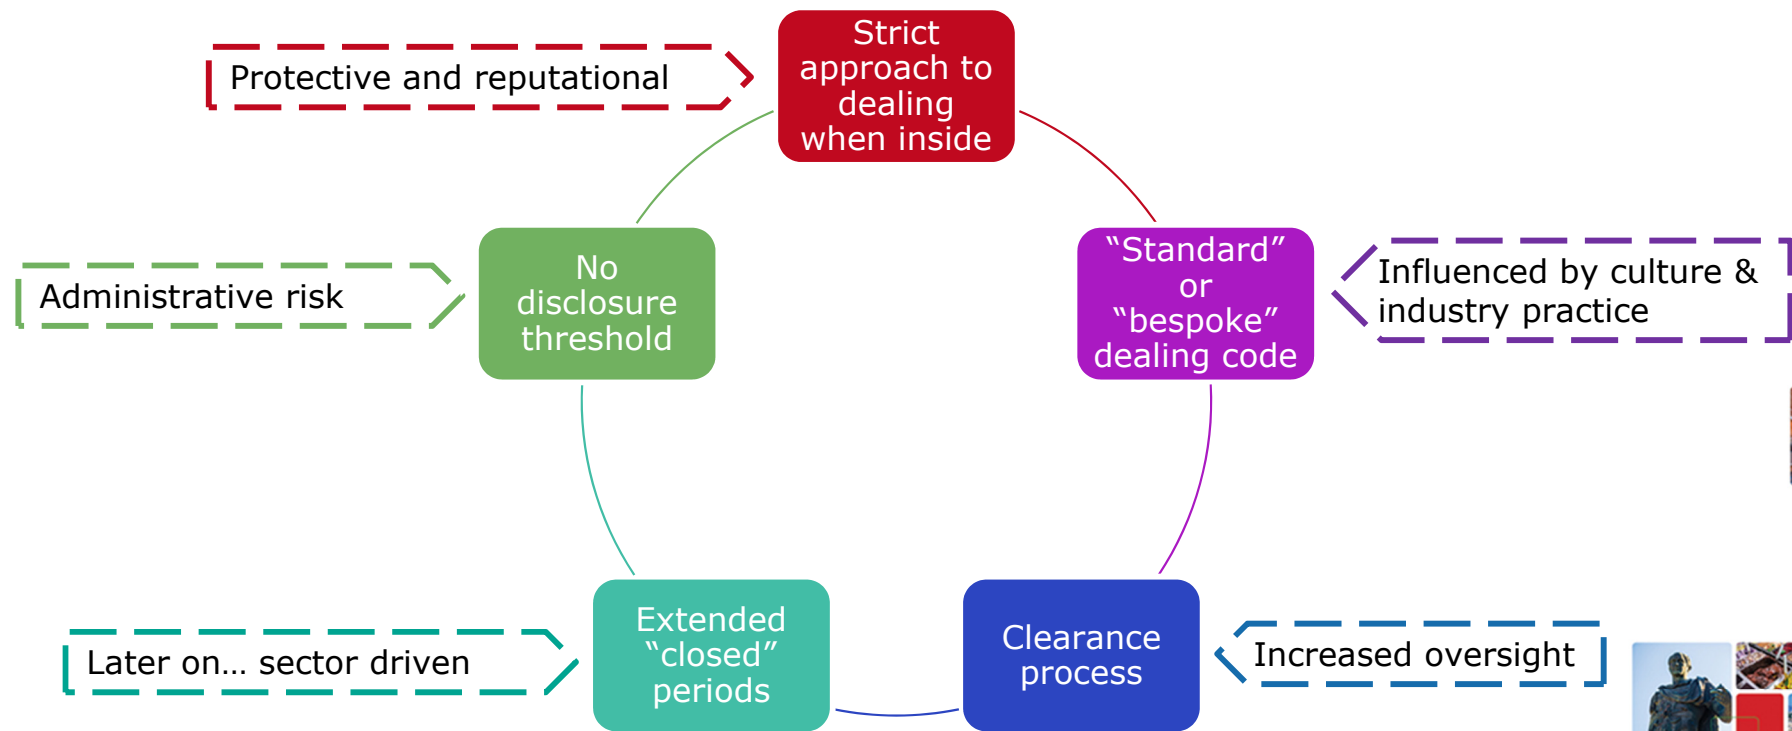 Strict
approach to
dealing
when inside
Protective and reputational
"Standard"
or
"bespoke"
dealing code
Influenced by culture &
industry practice
Clearance
process
Increased oversight
Extended
“closed”
periods
Later on… sector driven
No
disclosure
threshold
Administrative risk